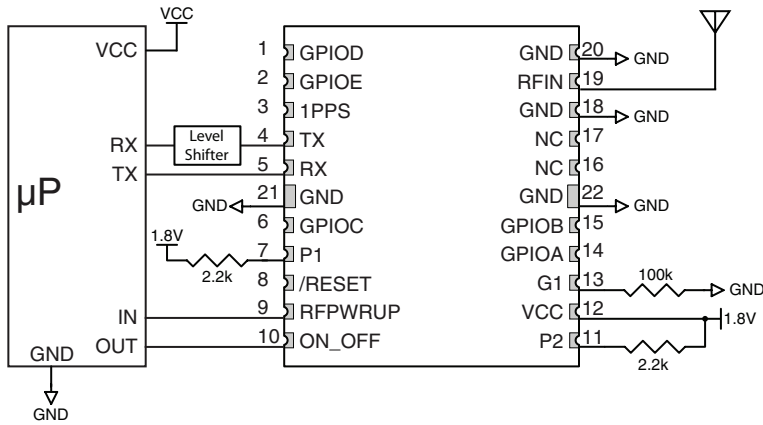 VCC
VCC
1 GPIOD GND 20 GND
2 GPIOE RFIN 19
3 1PPS GND 18 GND
RX Level Shifter 4 TX NC 17
TX 5 RX NC 16
µP
GND 21 GND GND 22 GND
6 GPIOC GPIOB 15
1.8V
7 P1 GPIOA 14
2.2k
8 /RESET G1 13 100k GND
IN 9 RFPWRUP VCC 12 1.8V
OUT 10 ON_OFF P2 11
2.2k
GND
GND